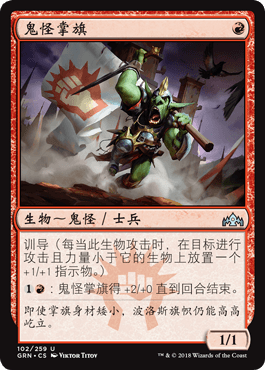 鬼怪掌旗
生物～鬼怪 / 士兵
训导（每当此生物攻击时，在目标进行
攻击且力量小于它的生物上放置一个
+1/+1 指示物。）
1：鬼怪掌旗得 +2/+0 直到回合结束。
即使掌旗身材矮小，波洛斯旗帜仍能高高
屹立。
1/1
102/259 U
GRN • CS VIKTOR TITOV
™ & © 2018 Wizards of the Coast